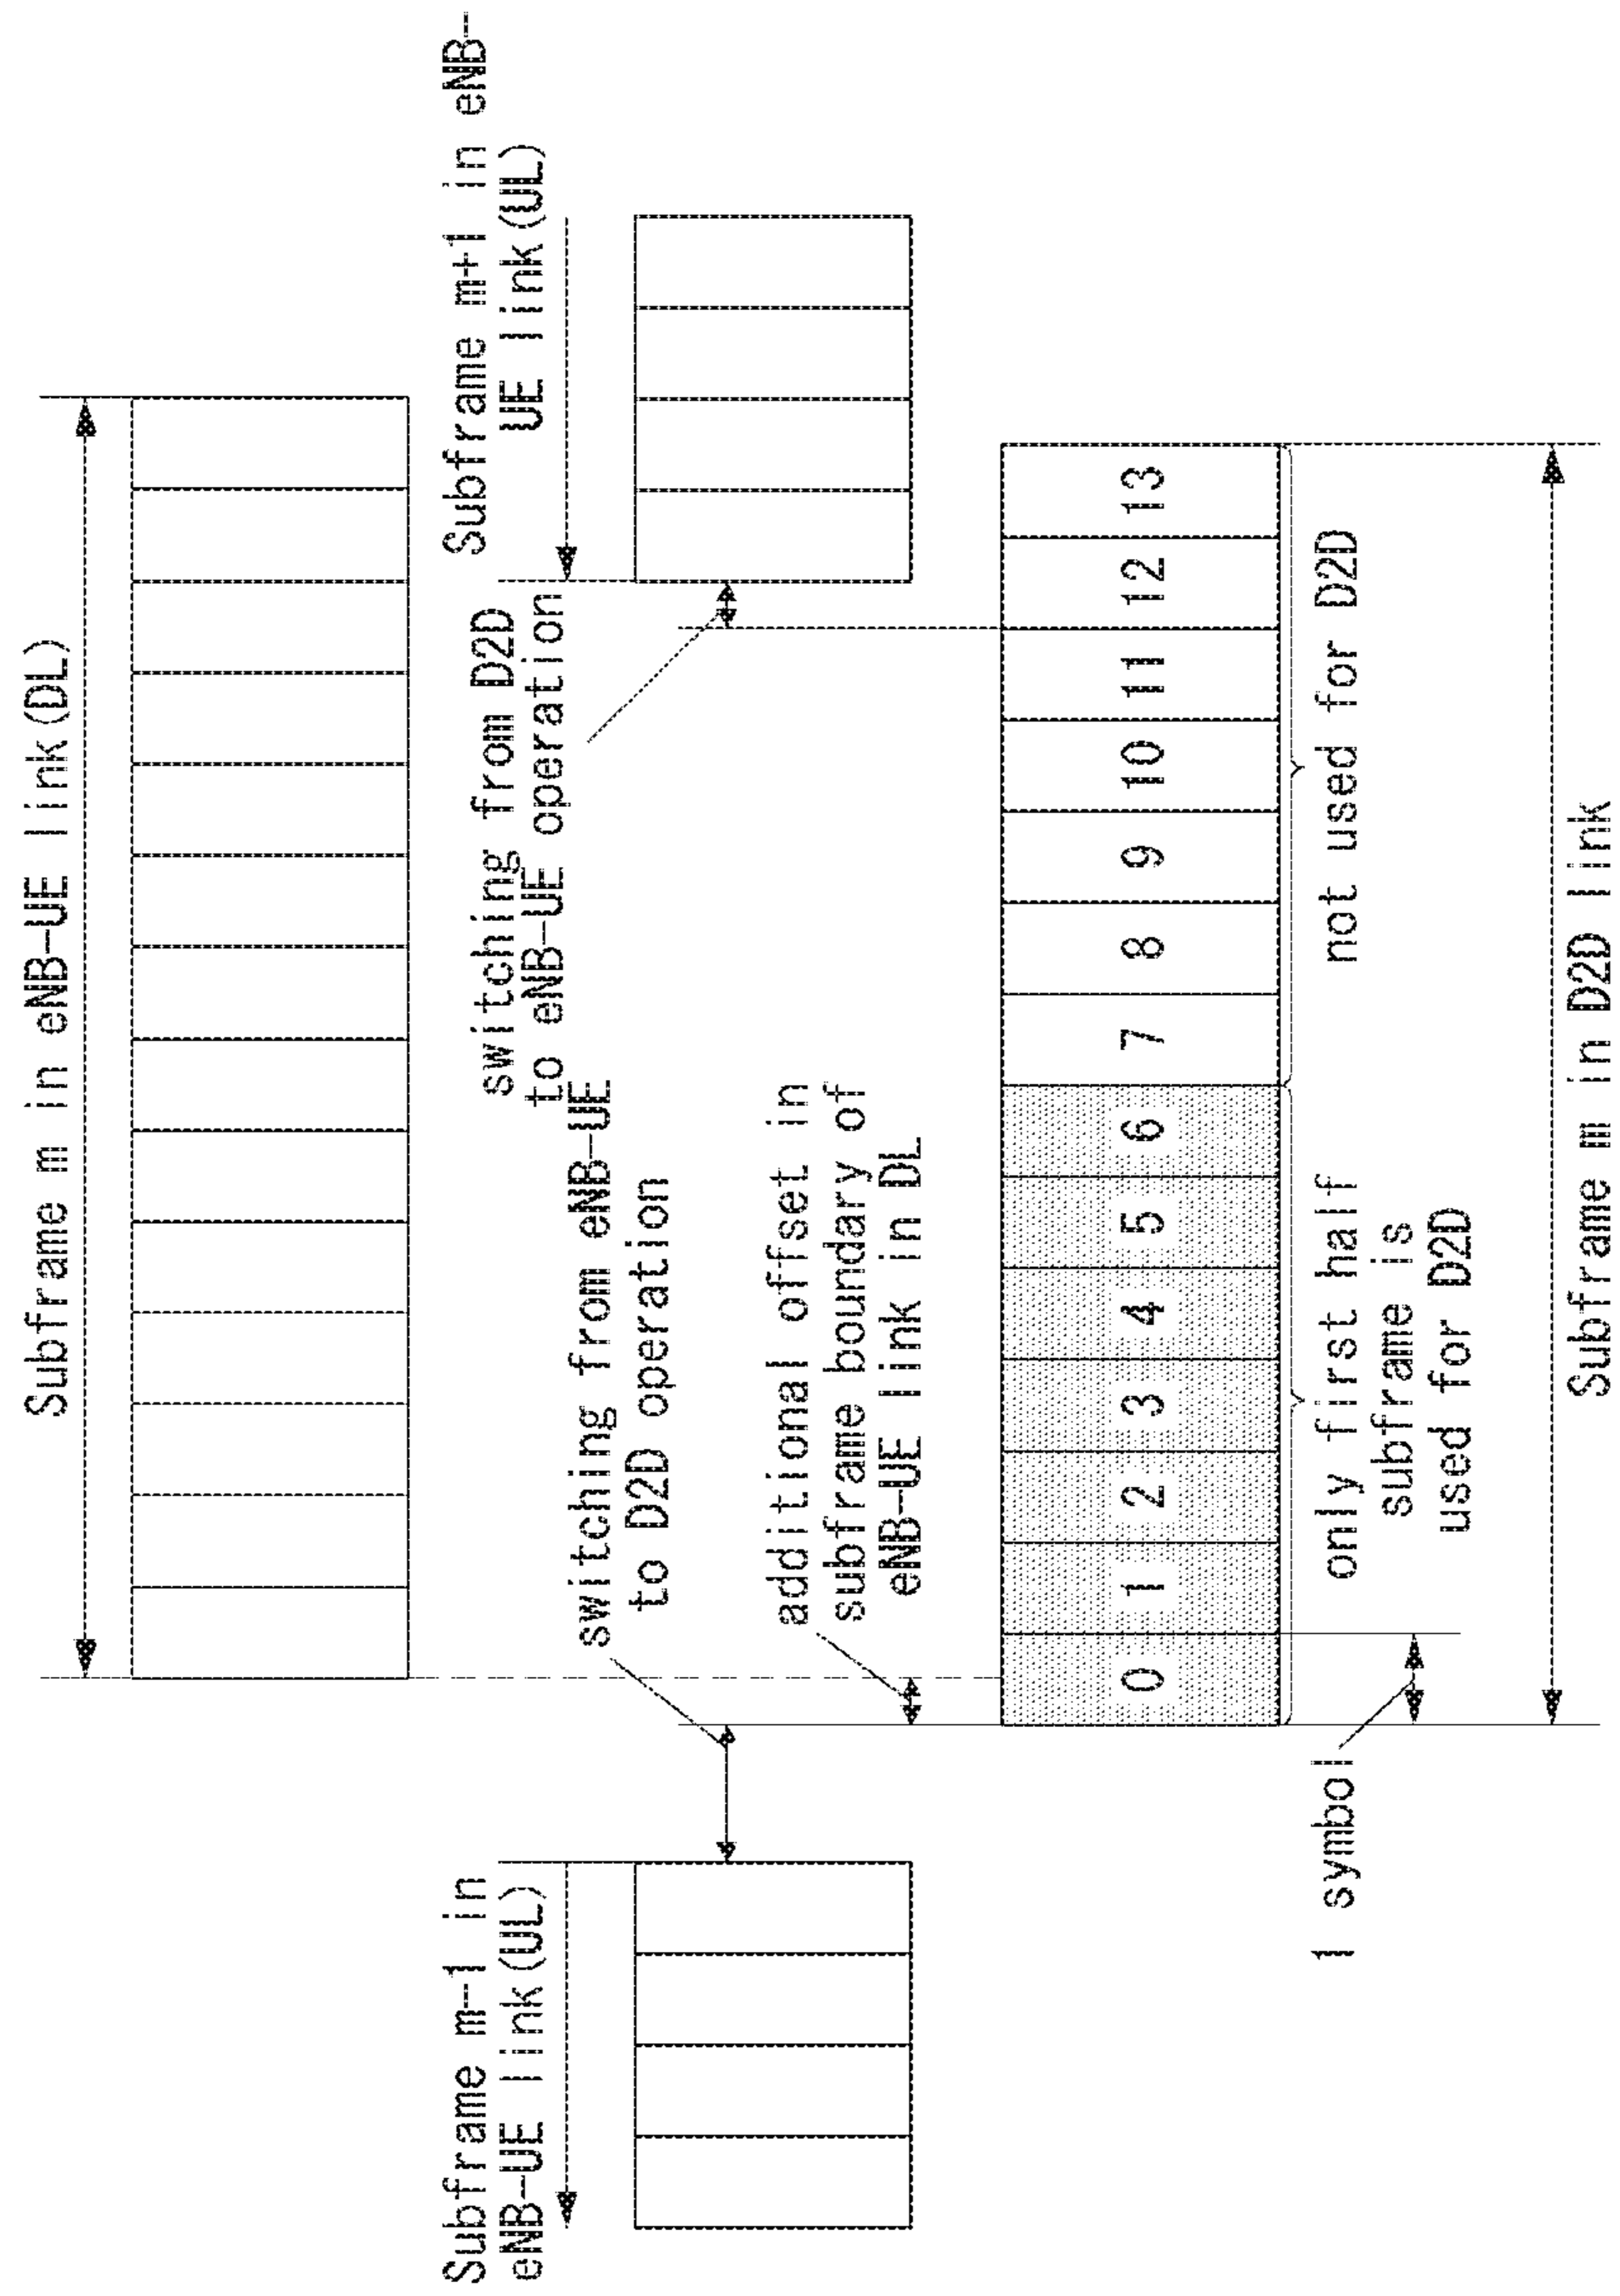 Subframe m in eNB-UE link(DL)
Subframe m-1 in
eNB-UE link(UL)
Subframe m+1 in eNB-
UE link(UL)
switching from eNB-UE
to D2D operation
switching from D2D
to eNB-UE operation
additional offset in
subframe boundary of
eNB-UE link in DL
0 1 2 3 4 5 6 7 8 9 10 11 12 13
1 symbol
only first half
subframe is
used for D2D
not used for D2D
Subframe m in D2D link